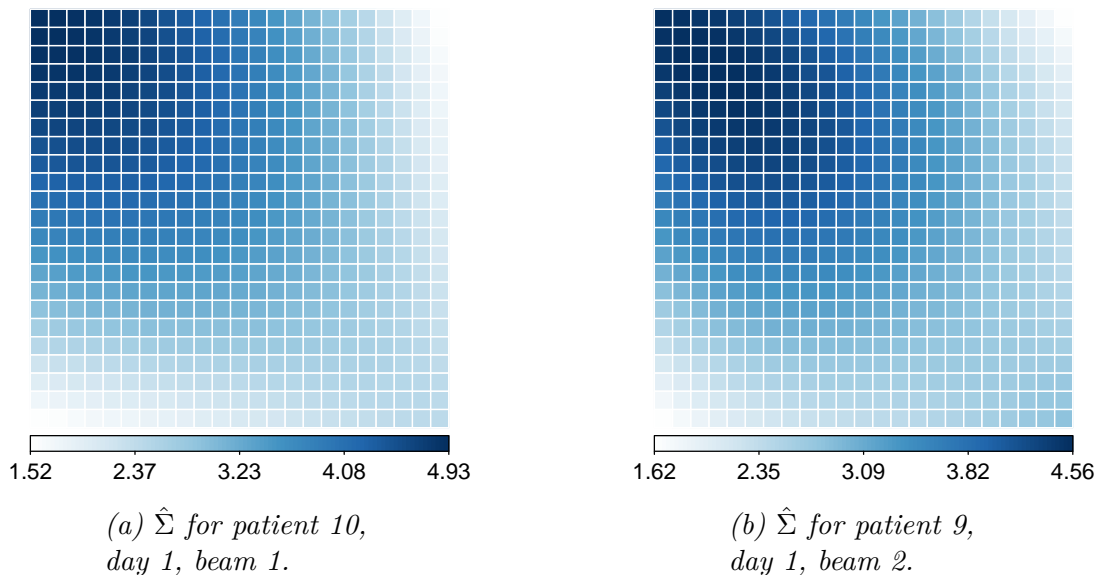 1.52 2.37 3.23 4.08 4.93
1.62 2.35 3.09 3.82 4.56
(a) Σ̂ for patient 10,
day 1, beam 1.
(b) Σ̂ for patient 9,
day 1, beam 2.